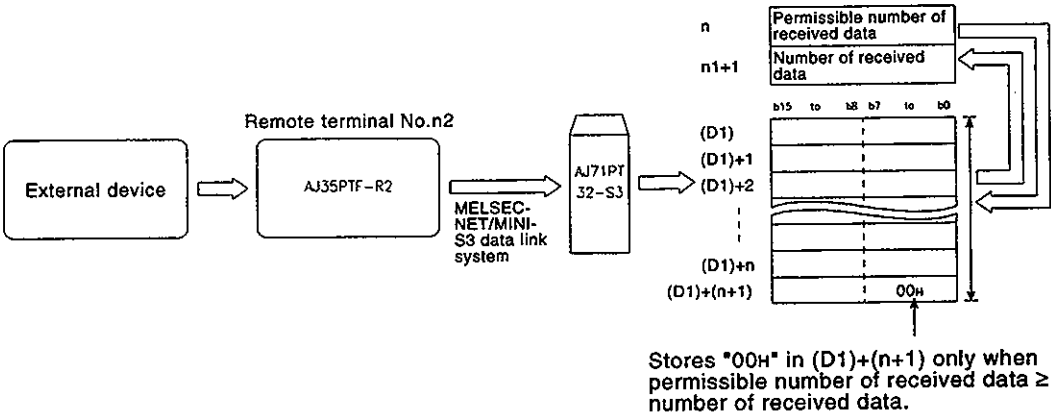 n
Permissible number of
received data
n1+1
Number of received
data
b15 to b8 b7 to b0
Remote terminal No.n2
(D1)
(D1)+1
(D1)+2
(D1)+n
(D1)+(n+1)
00H
External device
AJ35PTF-R2
MELSEC-
NET/MINI-
S3 data link
system
AJ71PT
32-S3
Stores "00H" in (D1)+(n+1) only when
permissible number of received data ≥
number of received data.